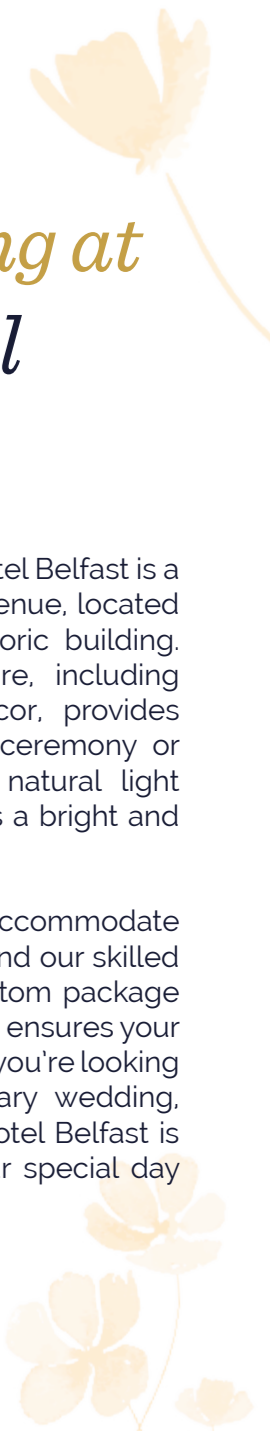 ng at
l
tel Belfast is a
enue, located
oric building.
re, including
cor, provides
ceremony or
natural light
s a bright and
accommodate
nd our skilled
tom package
ensures your
you're looking
ary wedding,
otel Belfast is
r special day